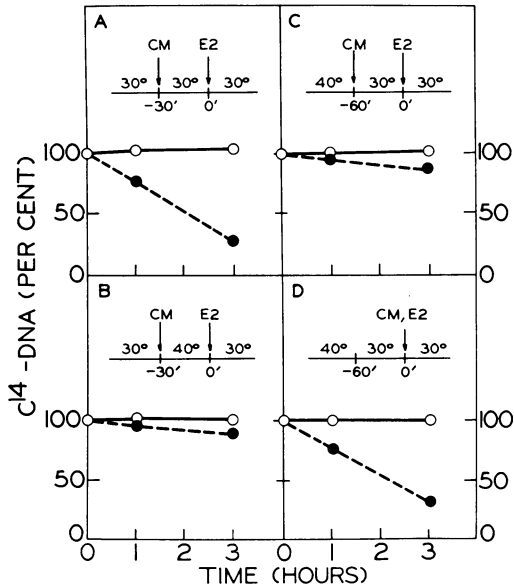 A
CM E2
30° 30° 30°
-30' 0'
C
CM E2
40° 30° 30°
-60' 0'
100
50
0
100
50
0
B
CM E2
30° 40° 30°
-30' 0'
D
CM, E2
40° 30° 30°
-60' 0'
100
50
0
100
50
0
0 1 2 3
0 1 2 3
TIME (HOURS)
C14-DNA (PER CENT)